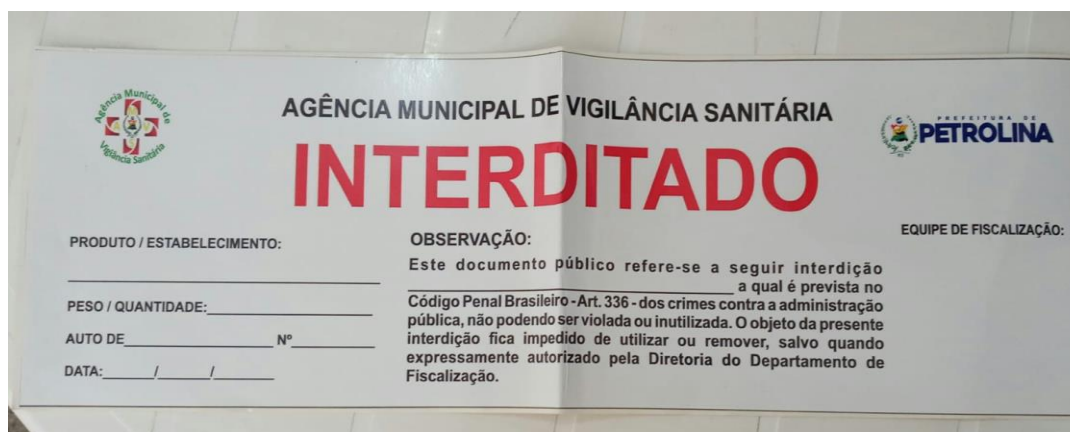 Agência Municipal de
Vigilância Sanitária
AGÊNCIA MUNICIPAL DE VIGILÂNCIA SANITÁRIA
PREFEITURA DE
PETROLINA
INTERDITADO
EQUIPE DE FISCALIZAÇÃO:
PRODUTO / ESTABELECIMENTO:
PESO / QUANTIDADE:
AUTO DE Nº
DATA: / /
OBSERVAÇÃO:
Este documento público refere-se a seguir interdição
a qual é prevista no
Código Penal Brasileiro - Art. 336 - dos crimes contra a administração
pública, não podendo ser violada ou inutilizada. O objeto da presente
interdição fica impedido de utilizar ou remover, salvo quando
expressamente autorizado pela Diretoria do Departamento de
Fiscalização.